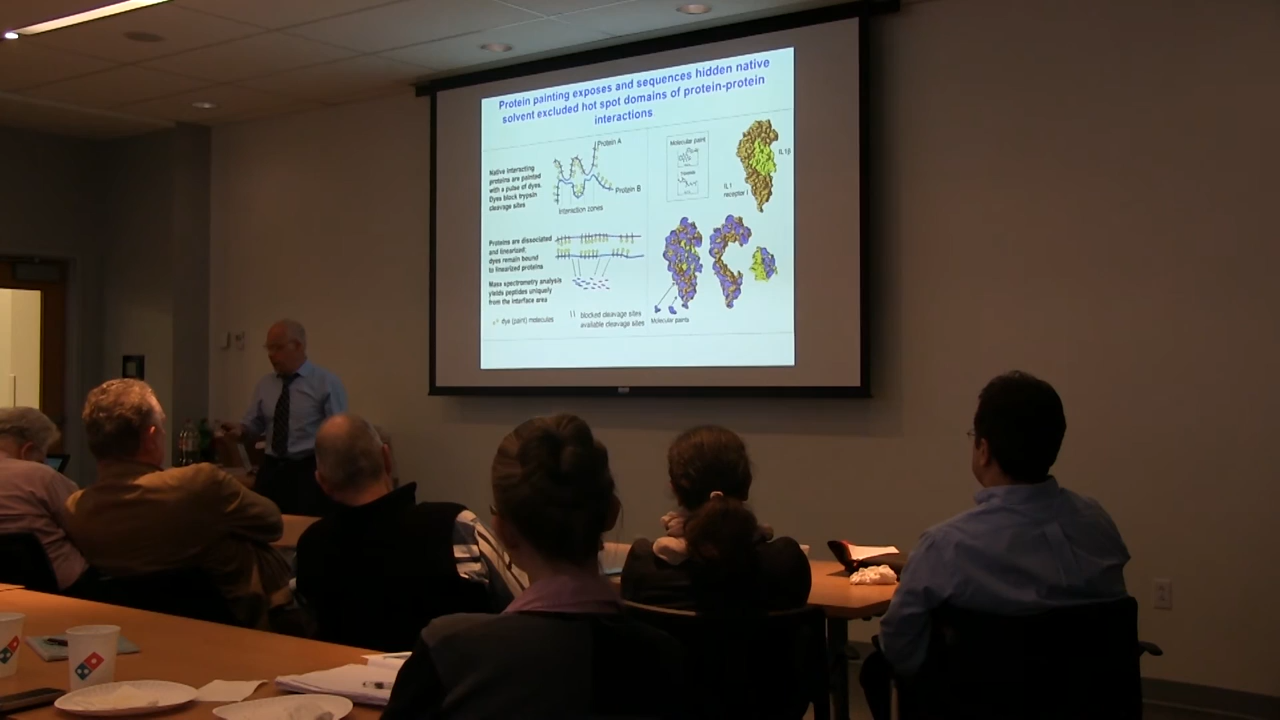 Protein painting exposes and sequences hidden native
solvent excluded hot spot domains of protein-protein
interactions
Native interacting
proteins are painted
with a pulse of dyes.
Dyes block trypsin
cleavage sites
Protein A
Protein B
Interaction zones
Proteins are dissociated
and linearized;
dyes remain bound
to linearized proteins
Mass spectrometry analysis
yields peptides uniquely
from the interface area
dye (paint) molecules
blocked cleavage sites
available cleavage sites
Molecular paint
IL1β
IL1
receptor I
Molecular paints